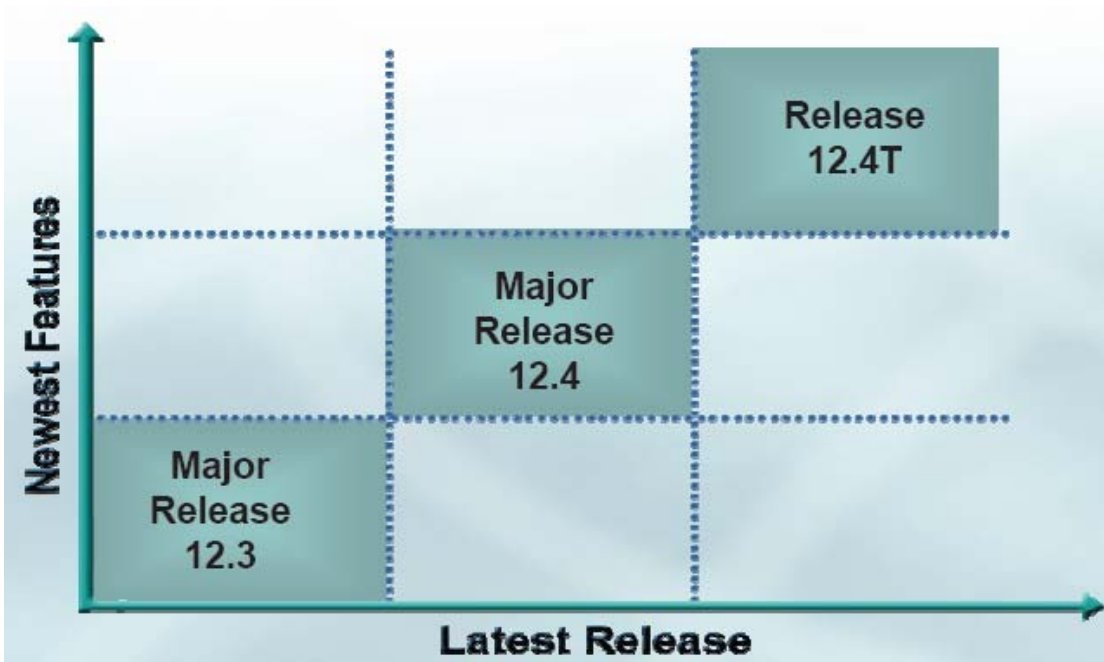 Newest Features
Release
12.4T
Major
Release
12.4
Major
Release
12.3
Latest Release